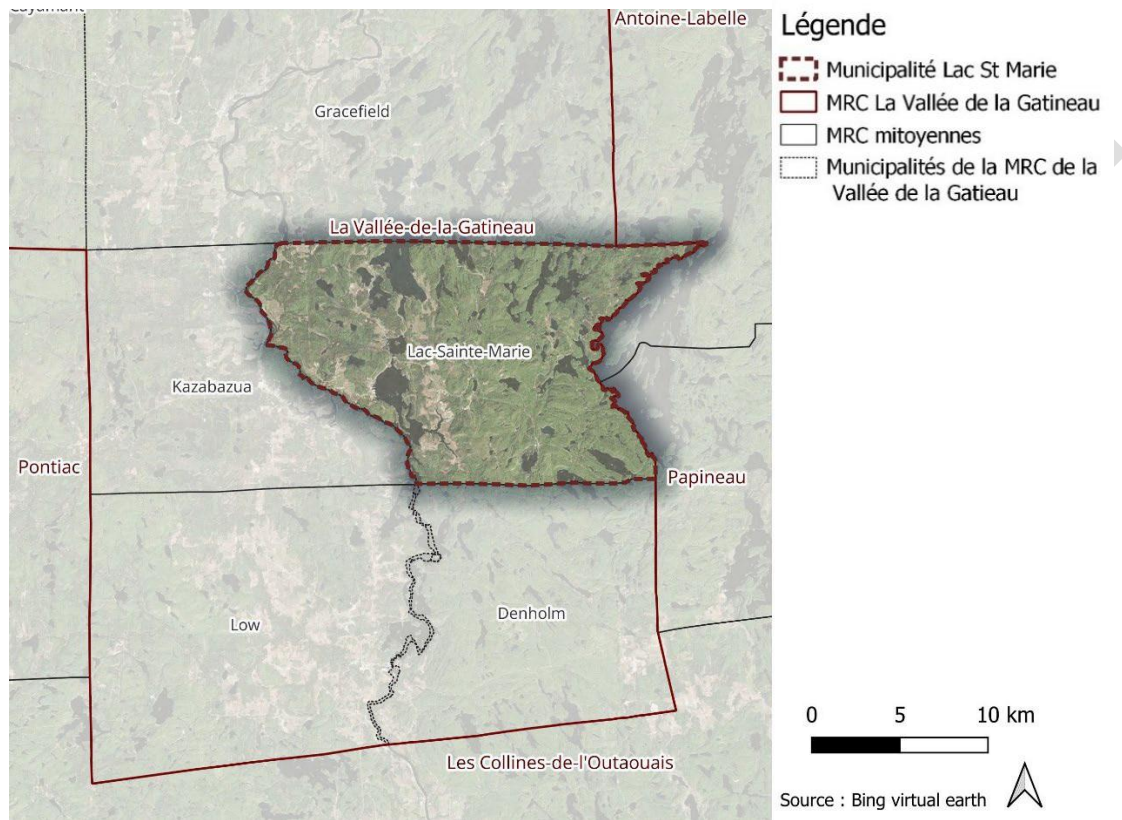 Cayamant
Antoine-Labelle
Gracefield
La Vallée-de-la-Gatineau
Lac-Sainte-Marie
Kazabazua
Pontiac
Papineau
Low
Denholm
Les Collines-de-l'Outaouais
Légende
Municipalité Lac St Marie
MRC La Vallée de la Gatineau
MRC mitoyennes
Municipalités de la MRC de la
Vallée de la Gatieau
0 5 10 km
Source : Bing virtual earth